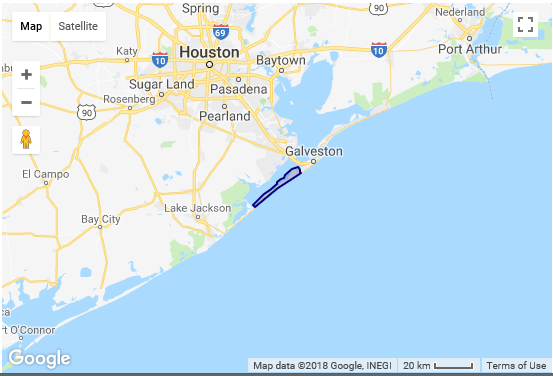 Map
Satellite
Spring
90
Nederland
69
Port Arthur
Katy
10
Houston
Baytown
10
Sugar Land
Pasadena
Rosenberg
90
Pearland
Galveston
El Campo
Lake Jackson
Bay City
ca
rt O'Connor
Google
Map data ©2018 Google, INEGI
20 km
Terms of Use